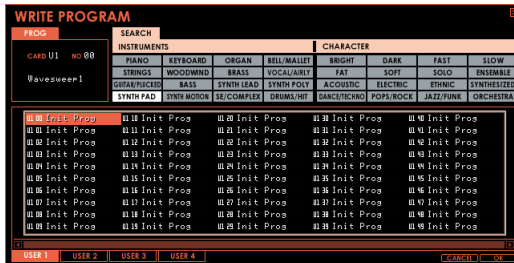 WRITE PROGRAM
PROG
SEARCH
CARD U1 NO 00
Wavesweep1
INSTRUMENTS
CHARACTER
PIANO KEYBOARD ORGAN BELL/MALLET BRIGHT DARK FAST SLOW
STRINGS WOODWIND BRASS VOCAL/AIRLY FAT SOFT SOLO ENSEMBLE
GUITAR/PLUCKED BASS SYNTH LEAD SYNTH POLY ACOUSTIC ELECTRIC ETHNIC SYNTHESIZED
SYNTH PAD SYNTH MOTION SE/COMPLEX DRUMS/HIT DANCE/TECHNO POPS/ROCK JAZZ/FUNK ORCHESTRA
U1 00 Init Prog U1 10 Init Prog U1 20 Init Prog U1 30 Init Prog U1 40 Init Prog
U1 01 Init Prog U1 11 Init Prog U1 21 Init Prog U1 31 Init Prog U1 41 Init Prog
U1 02 Init Prog U1 12 Init Prog U1 22 Init Prog U1 32 Init Prog U1 42 Init Prog
U1 03 Init Prog U1 13 Init Prog U1 23 Init Prog U1 33 Init Prog U1 43 Init Prog
U1 04 Init Prog U1 14 Init Prog U1 24 Init Prog U1 34 Init Prog U1 44 Init Prog
U1 05 Init Prog U1 15 Init Prog U1 25 Init Prog U1 35 Init Prog U1 45 Init Prog
U1 06 Init Prog U1 16 Init Prog U1 26 Init Prog U1 36 Init Prog U1 46 Init Prog
U1 07 Init Prog U1 17 Init Prog U1 27 Init Prog U1 37 Init Prog U1 47 Init Prog
U1 08 Init Prog U1 18 Init Prog U1 28 Init Prog U1 38 Init Prog U1 48 Init Prog
U1 09 Init Prog U1 19 Init Prog U1 29 Init Prog U1 39 Init Prog U1 49 Init Prog
USER 1 USER 2 USER 3 USER 4 CANCEL OK